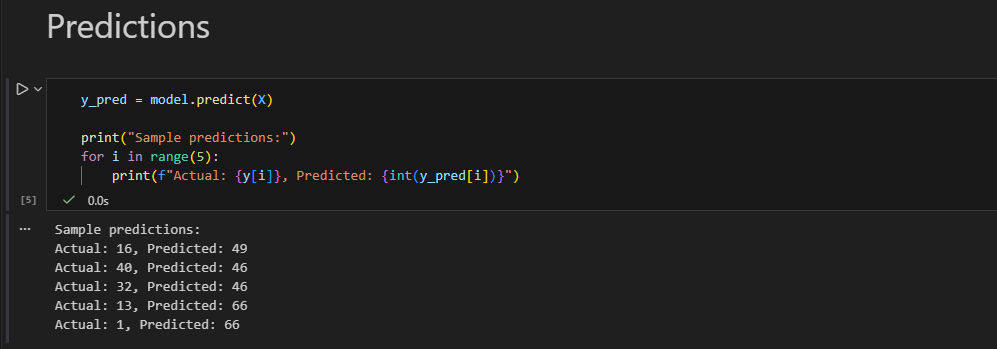 Predictions
y_pred = model.predict(X)
print("Sample predictions:")
for i in range(5):
    print(f"Actual: {y[i]}, Predicted: {int(y_pred[i])}")
[5] 0.0s
... Sample predictions:
Actual: 16, Predicted: 49
Actual: 40, Predicted: 46
Actual: 32, Predicted: 46
Actual: 13, Predicted: 66
Actual: 1, Predicted: 66